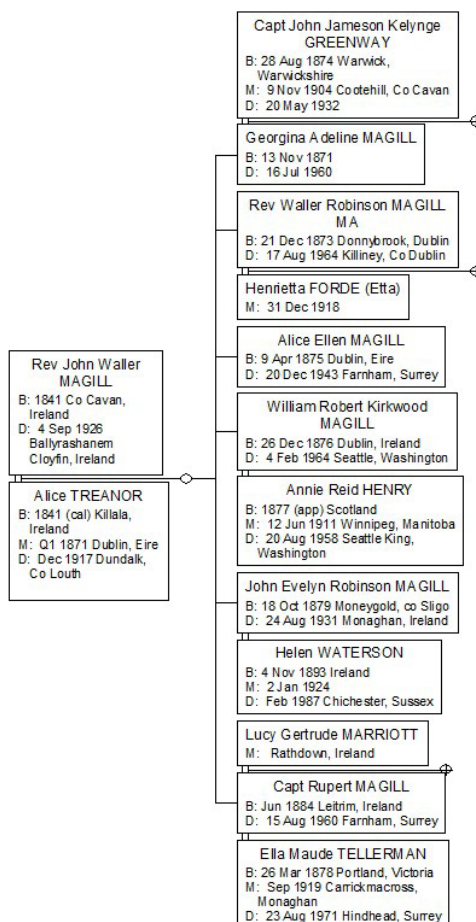 Capt John Jameson Kelynge
GREENWAY
B: 28 Aug 1874 Warwick,
Warwickshire
M: 9 Nov 1904 Cootehill, Co Cavan
D: 20 May 1932
Georgina Adeline MAGILL
B: 13 Nov 1871
D: 16 Jul 1960
Rev Waller Robinson MAGILL
MA
B: 21 Dec 1873 Donnybrook, Dublin
D: 17 Aug 1964 Killiney, Co Dublin
Henrietta FORDE (Etta)
M: 31 Dec 1918
Alice Ellen MAGILL
B: 9 Apr 1875 Dublin, Eire
D: 20 Dec 1943 Farnham, Surrey
Rev John Waller
MAGILL
B: 1841 Co Cavan,
Ireland
D: 4 Sep 1926
Ballyrashanem
Cloyfin, Ireland
Alice TREANOR
B: 1841 (cal) Killala,
Ireland
M: Q1 1871 Dublin, Eire
D: Dec 1917 Dundalk,
Co Louth
William Robert Kirkwood
MAGILL
B: 26 Dec 1876 Dublin, Ireland
D: 4 Feb 1964 Seattle, Washington
Annie Reid HENRY
B: 1877 (app) Scotland
M: 12 Jun 1911 Winnipeg, Manitoba
D: 20 Aug 1958 Seattle King,
Washington
John Evelyn Robinson MAGILL
B: 18 Oct 1879 Moneygold, co Sligo
D: 24 Aug 1931 Monaghan, Ireland
Helen WATERSON
B: 4 Nov 1893 Ireland
M: 2 Jan 1924
D: Feb 1987 Chichester, Sussex
Lucy Gertrude MARRIOTT
M: Rathdown, Ireland
Capt Rupert MAGILL
B: Jun 1884 Leitrim, Ireland
D: 15 Aug 1960 Farnham, Surrey
Ella Maude TELLERMAN
B: 26 Mar 1878 Portland, Victoria
M: Sep 1919 Carrickmacross,
Monaghan
D: 23 Aug 1971 Hindhead, Surrey